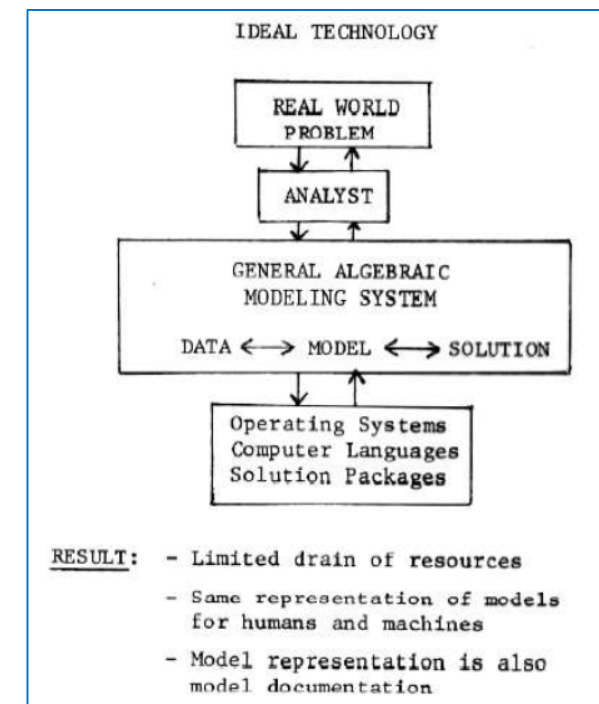 IDEAL TECHNOLOGY
REAL WORLD
PROBLEM
ANALYST
GENERAL ALGEBRAIC
MODELING SYSTEM
DATA <--> MODEL <--> SOLUTION
Operating Systems
Computer Languages
Solution Packages
RESULT: - Limited drain of resources
- Same representation of models
for humans and machines
- Model representation is also
model documentation